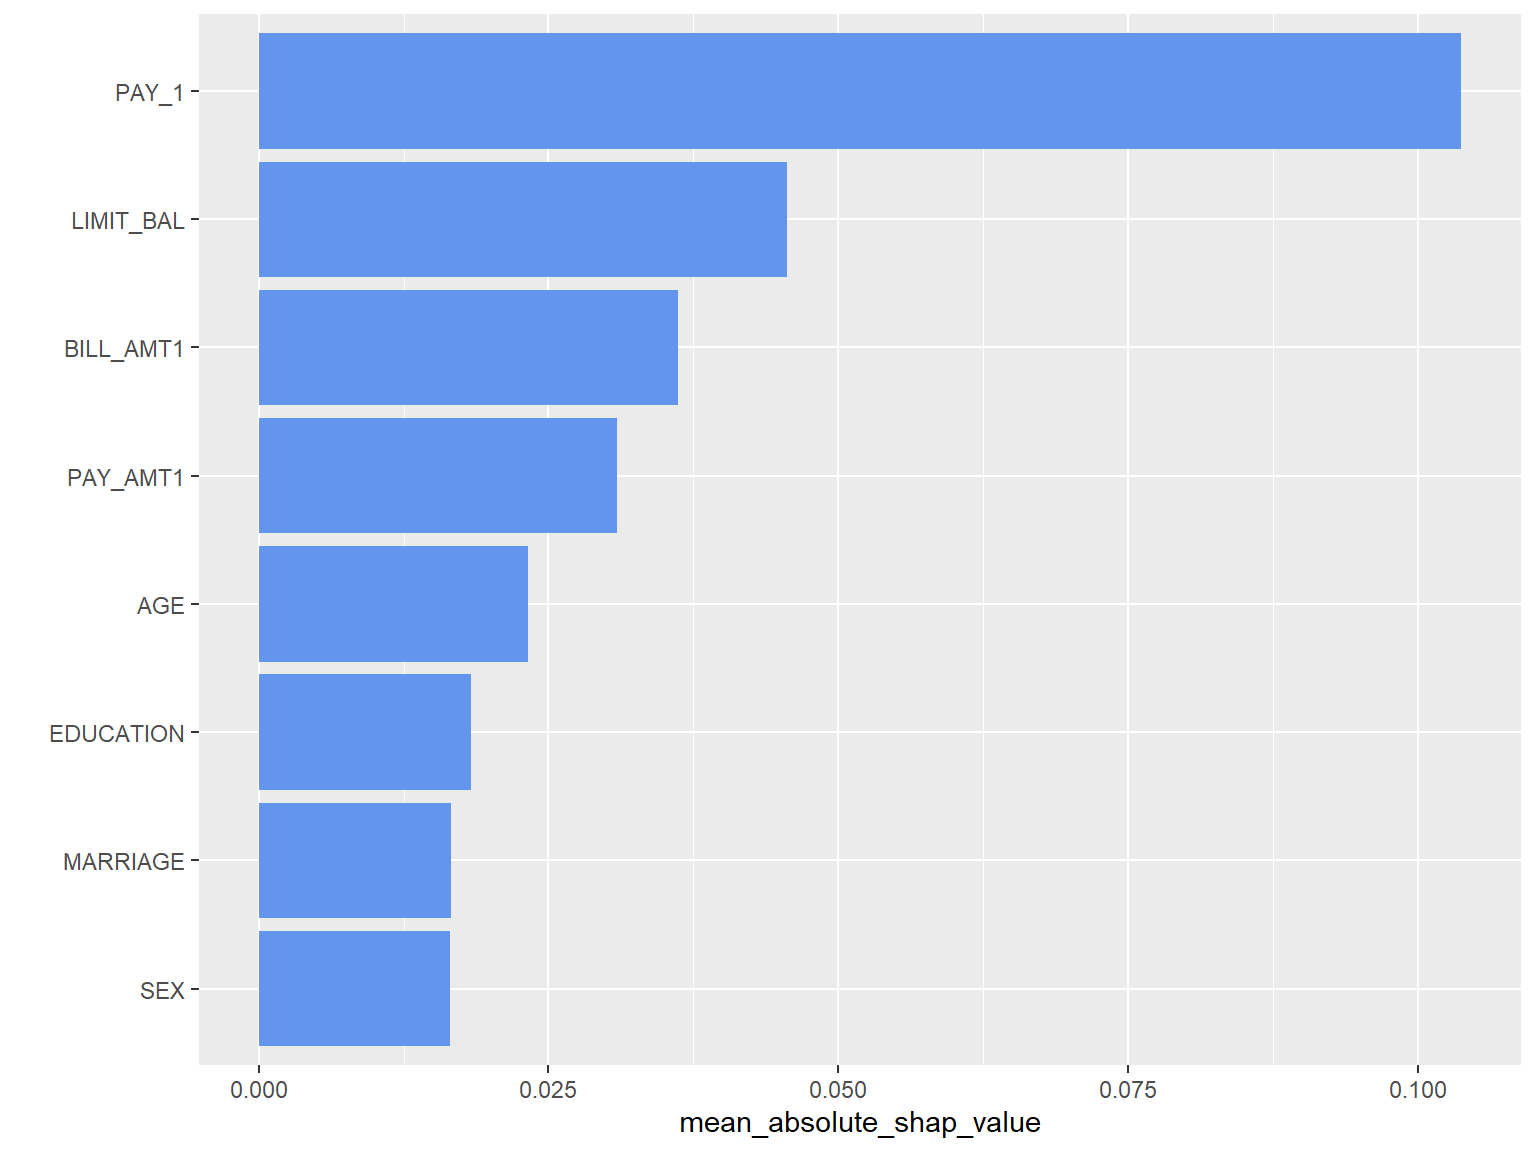 PAY_1
LIMIT_BAL
BILL_AMT1
PAY_AMT1
AGE
EDUCATION
MARRIAGE
SEX
0.000 0.025 0.050 0.075 0.100
mean_absolute_shap_value